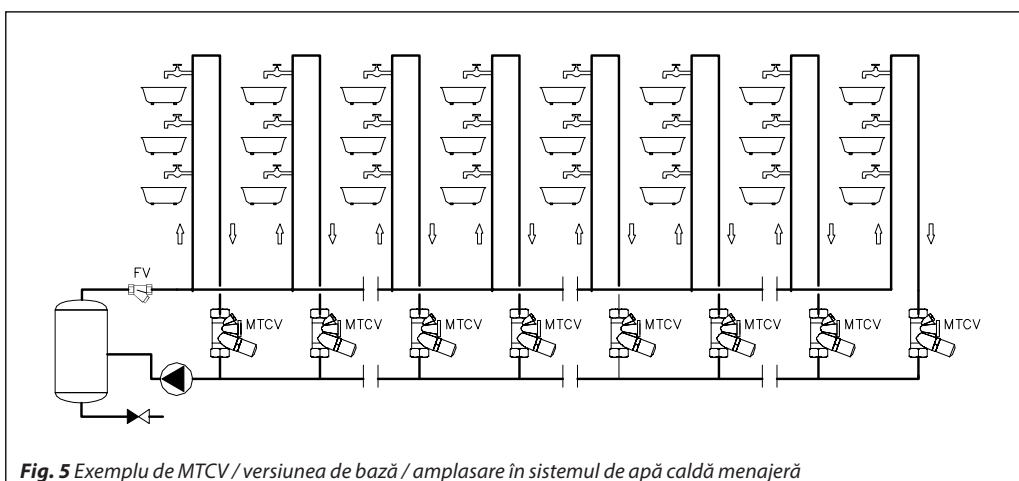 FV
MTCV MTCV MTCV MTCV MTCV MTCV MTCV MTCV
Fig. 5 Exemplu de MTCV / versiunea de bază / amplasare în sistemul de apă caldă menajeră